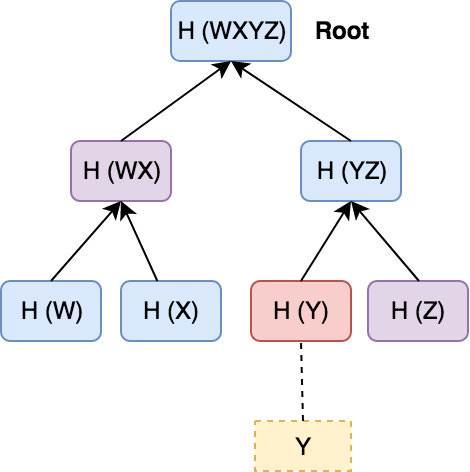 H (WXYZ) Root
H (WX)
H (YZ)
H (W)
H (X)
H (Y)
H (Z)
Y